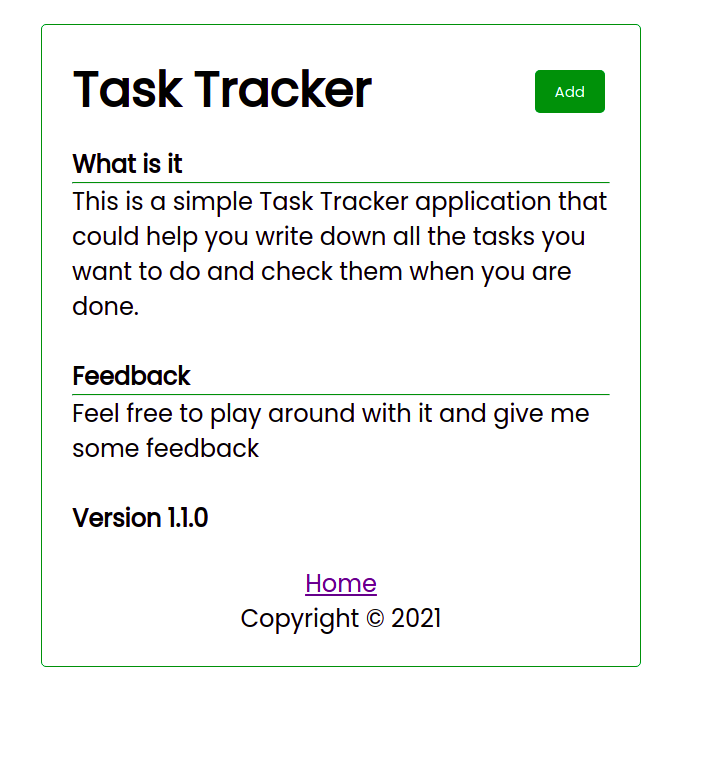 Task Tracker
Add
What is it
This is a simple Task Tracker application that
could help you write down all the tasks you
want to do and check them when you are
done.
Feedback
Feel free to play around with it and give me
some feedback
Version 1.1.0
Home
Copyright © 2021